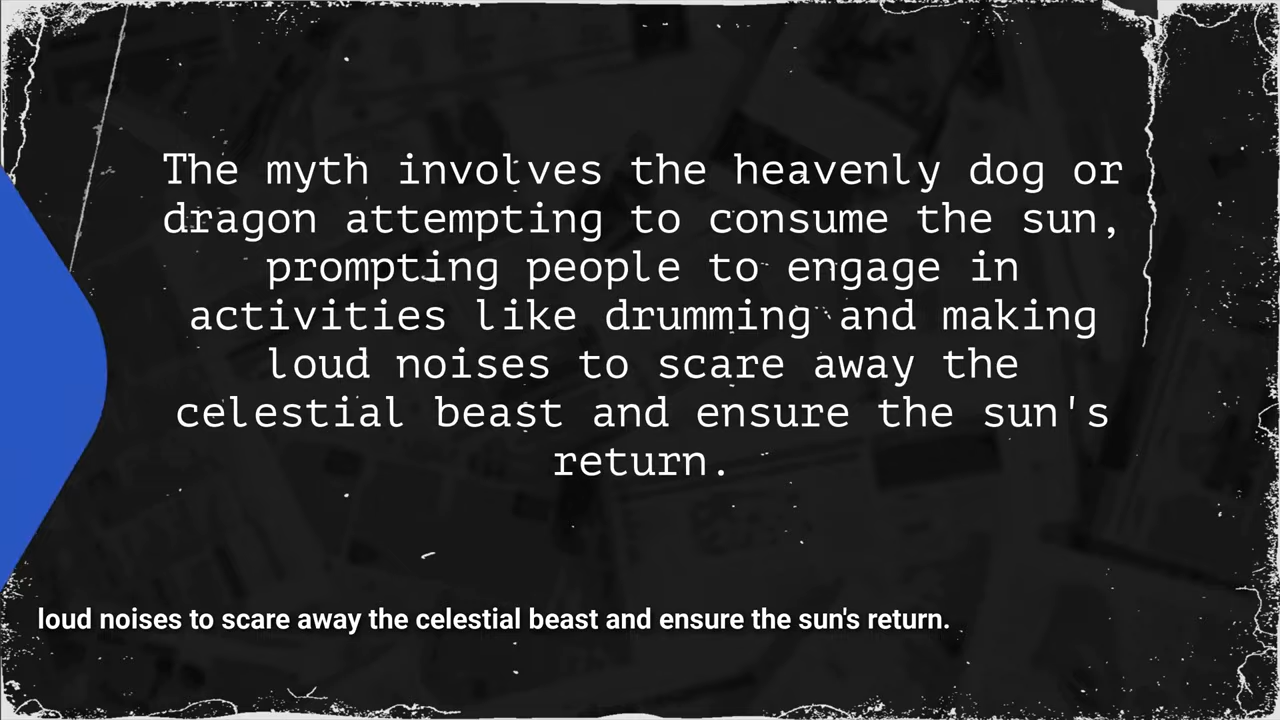 The myth involves the heavenly dog or
dragon attempting to consume the sun,
prompting people to engage in
activities like drumming and making
loud noises to scare away the
celestial beast and ensure the sun's
return.
loud noises to scare away the celestial beast and ensure the sun's return.